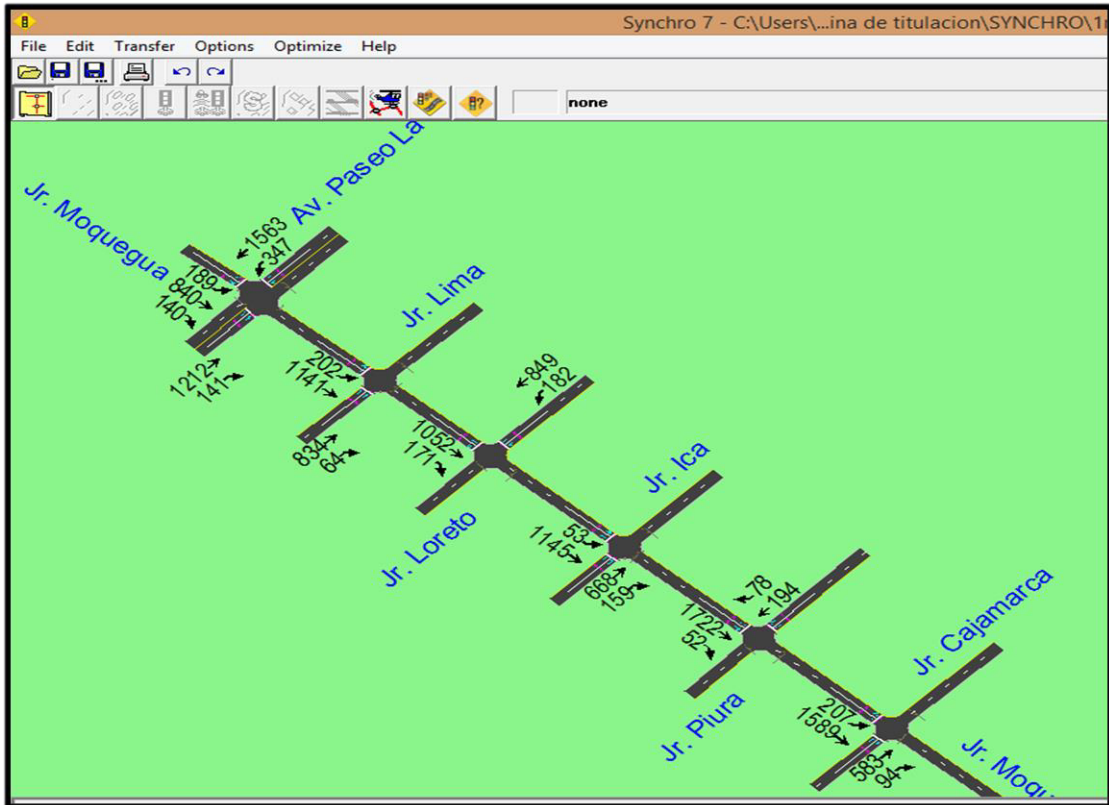 Synchro 7 - C:\Users\...ina de titulacion\SYNCHRO\1
File Edit Transfer Options Optimize Help
none
Av. Paseo La
Jr. Moquegua
1563
347
189
840
140
1212
141
Jr. Lima
202
1141
834
64
849
182
1052
171
Jr. Loreto
Jr. Ica
53
1145
668
159
78
194
1722
52
Jr. Piura
Jr. Cajamarca
207
1589
583
94
Jr. Moqu